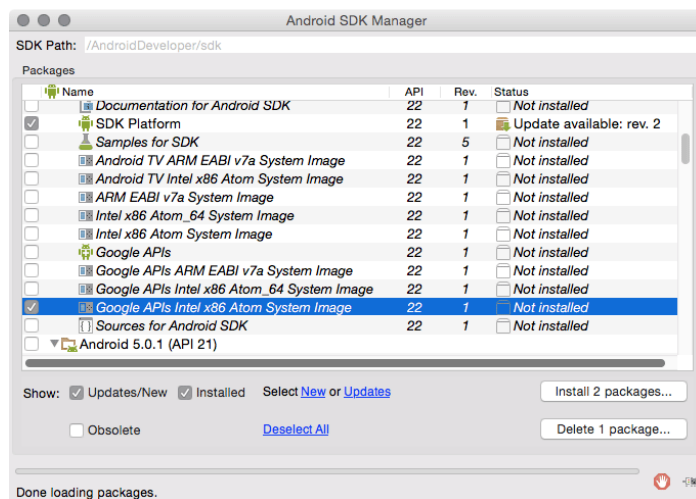 Android SDK Manager
SDK Path: /AndroidDeveloper/sdk
Packages
Name API Rev. Status
Documentation for Android SDK 22 1 Not installed
SDK Platform 22 1 Update available: rev. 2
Samples for SDK 22 5 Not installed
Android TV ARM EABI v7a System Image 22 1 Not installed
Android TV Intel x86 Atom System Image 22 1 Not installed
ARM EABI v7a System Image 22 1 Not installed
Intel x86 Atom_64 System Image 22 1 Not installed
Intel x86 Atom System Image 22 1 Not installed
Google APIs 22 1 Not installed
Google APIs ARM EABI v7a System Image 22 1 Not installed
Google APIs Intel x86 Atom_64 System Image 22 1 Not installed
Google APIs Intel x86 Atom System Image 22 1 Not installed
Sources for Android SDK 22 1 Not installed
Android 5.0.1 (API 21)
Show: Updates/New Installed Select New or Updates Install 2 packages...
Obsolete Deselect All Delete 1 package...
Done loading packages.